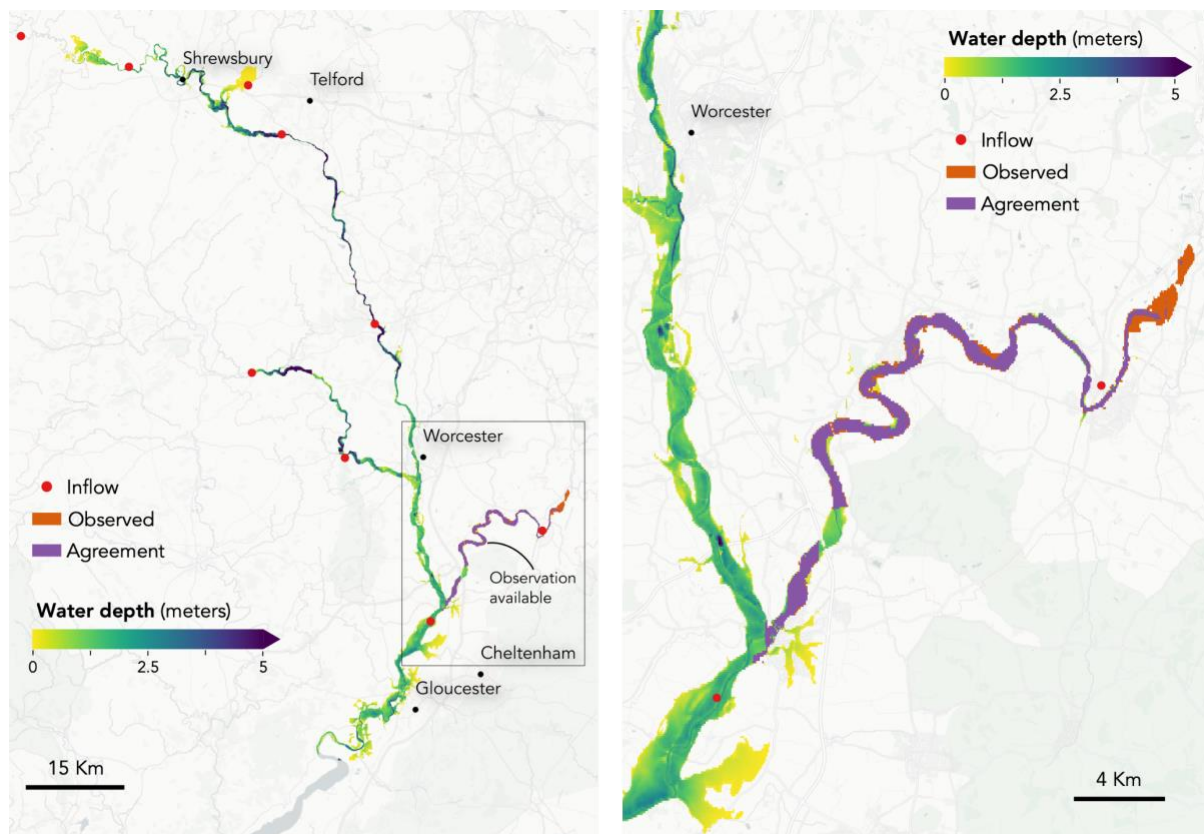 Shrewsbury
Telford
Worcester
Inflow
Observed
Agreement
Observation
available
Water depth (meters)
0 2.5 5
Cheltenham
Gloucester
15 Km
Water depth (meters)
0 2.5 5
Worcester
Inflow
Observed
Agreement
4 Km